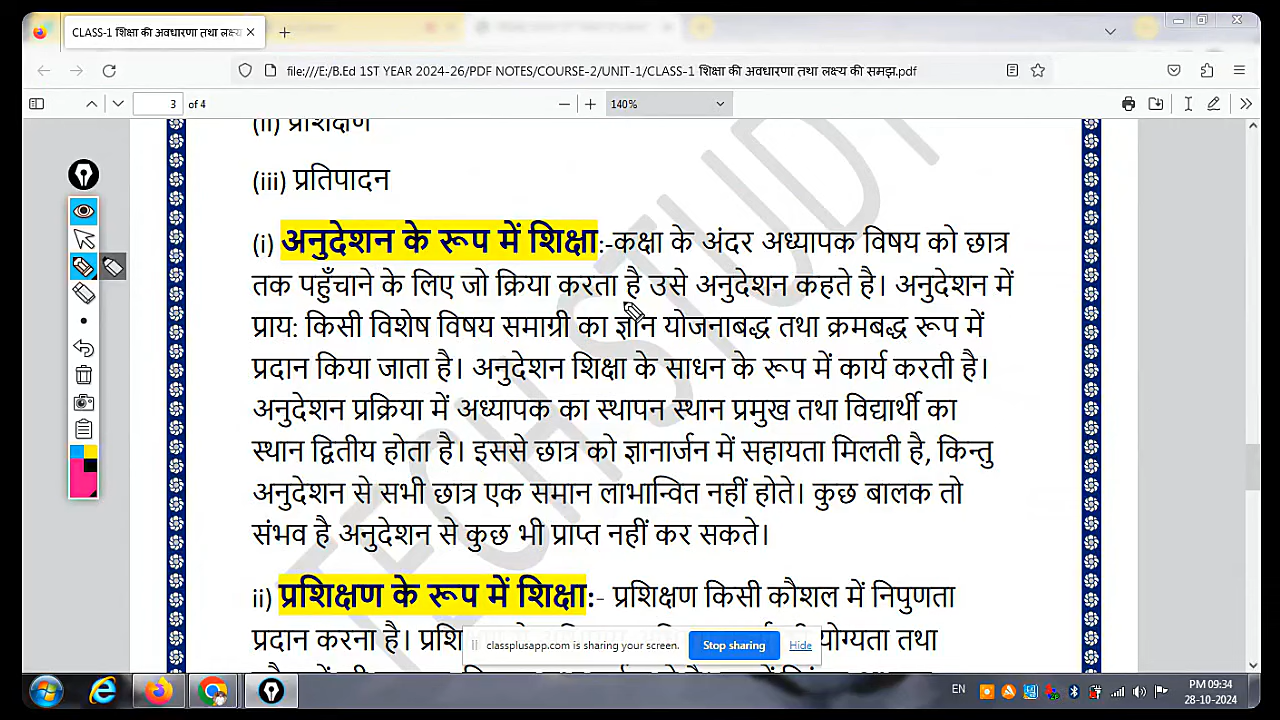 CLASS-1 शिक्षा की अवधारणा तथा लक्ष्य
file:///E:/B.Ed 1ST YEAR 2024-26/PDF NOTES/COURSE-2/UNIT-1/CLASS-1 शिक्षा की अवधारणा तथा लक्ष्य की समझ.pdf
3 of 4
140%
(ii) प्रशिक्षण
(iii) प्रतिपादन
(i) अनुदेशन के रूप में शिक्षा:-कक्षा के अंदर अध्यापक विषय को छात्र
तक पहुँचाने के लिए जो क्रिया करता है उसे अनुदेशन कहते है। अनुदेशन में
प्राय: किसी विशेष विषय समाग्री का ज्ञान योजनाबद्ध तथा क्रमबद्ध रूप में
प्रदान किया जाता है। अनुदेशन शिक्षा के साधन के रूप में कार्य करती है।
अनुदेशन प्रक्रिया में अध्यापक का स्थापन स्थान प्रमुख तथा विद्यार्थी का
स्थान द्वितीय होता है। इससे छात्र को ज्ञानार्जन में सहायता मिलती है, किन्तु
अनुदेशन से सभी छात्र एक समान लाभान्वित नहीं होते। कुछ बालक तो
संभव है अनुदेशन से कुछ भी प्राप्त नहीं कर सकते।
ii) प्रशिक्षण के रूप में शिक्षा:- प्रशिक्षण किसी कौशल में निपुणता
प्रदान करना है। योग्यता तथा
TECH STUDY
classplusapp.com is sharing your screen. Stop sharing Hide
EN
PM 09:34
28-10-2024